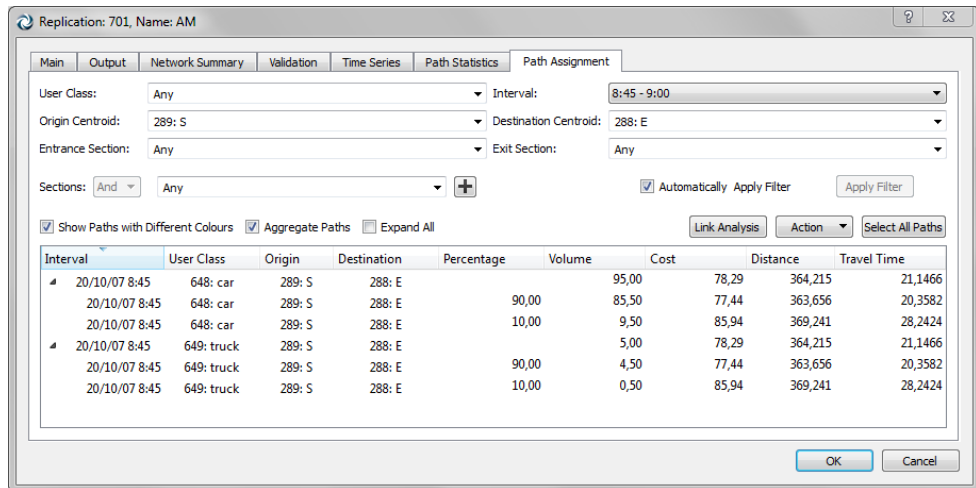 Replication: 701, Name: AM
Main Output Network Summary Validation Time Series Path Statistics Path Assignment
User Class: Any Interval: 8:45 - 9:00
Origin Centroid: 289: S Destination Centroid: 288: E
Entrance Section: Any Exit Section: Any
Sections: And Any Automatically Apply Filter Apply Filter
Show Paths with Different Colours Aggregate Paths Expand All Link Analysis Action Select All Paths
Interval User Class Origin Destination Percentage Volume Cost Distance Travel Time
20/10/07 8:45 648: car 289: S 288: E 95,00 78,29 364,215 21,1466
20/10/07 8:45 648: car 289: S 288: E 90,00 85,50 77,44 363,656 20,3582
20/10/07 8:45 648: car 289: S 288: E 10,00 9,50 85,94 369,241 28,2424
20/10/07 8:45 649: truck 289: S 288: E 5,00 78,29 364,215 21,1466
20/10/07 8:45 649: truck 289: S 288: E 90,00 4,50 77,44 363,656 20,3582
20/10/07 8:45 649: truck 289: S 288: E 10,00 0,50 85,94 369,241 28,2424
OK Cancel